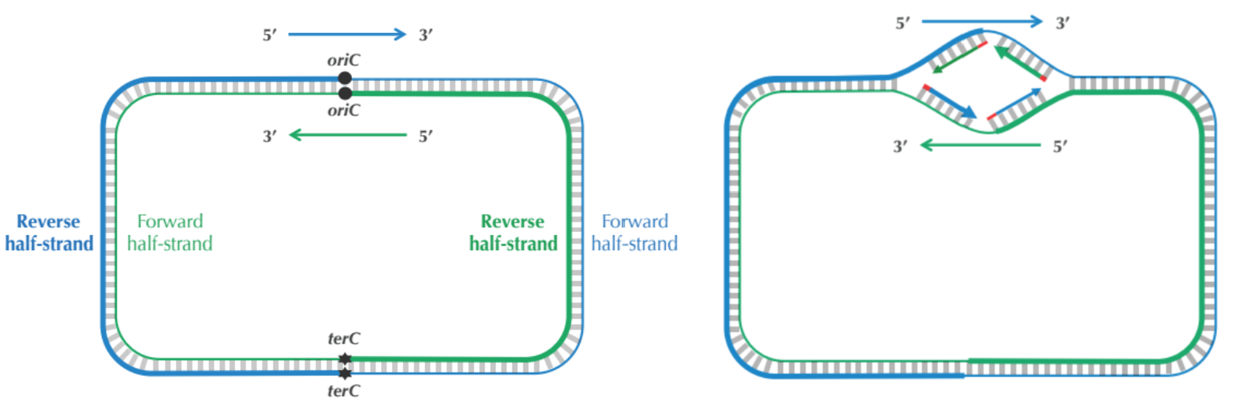 5′ 3′
oriC
oriC
3′ 5′
Reverse
half-strand
Forward
half-strand
Reverse
half-strand
Forward
half-strand
terC
terC
5′ 3′
3′ 5′